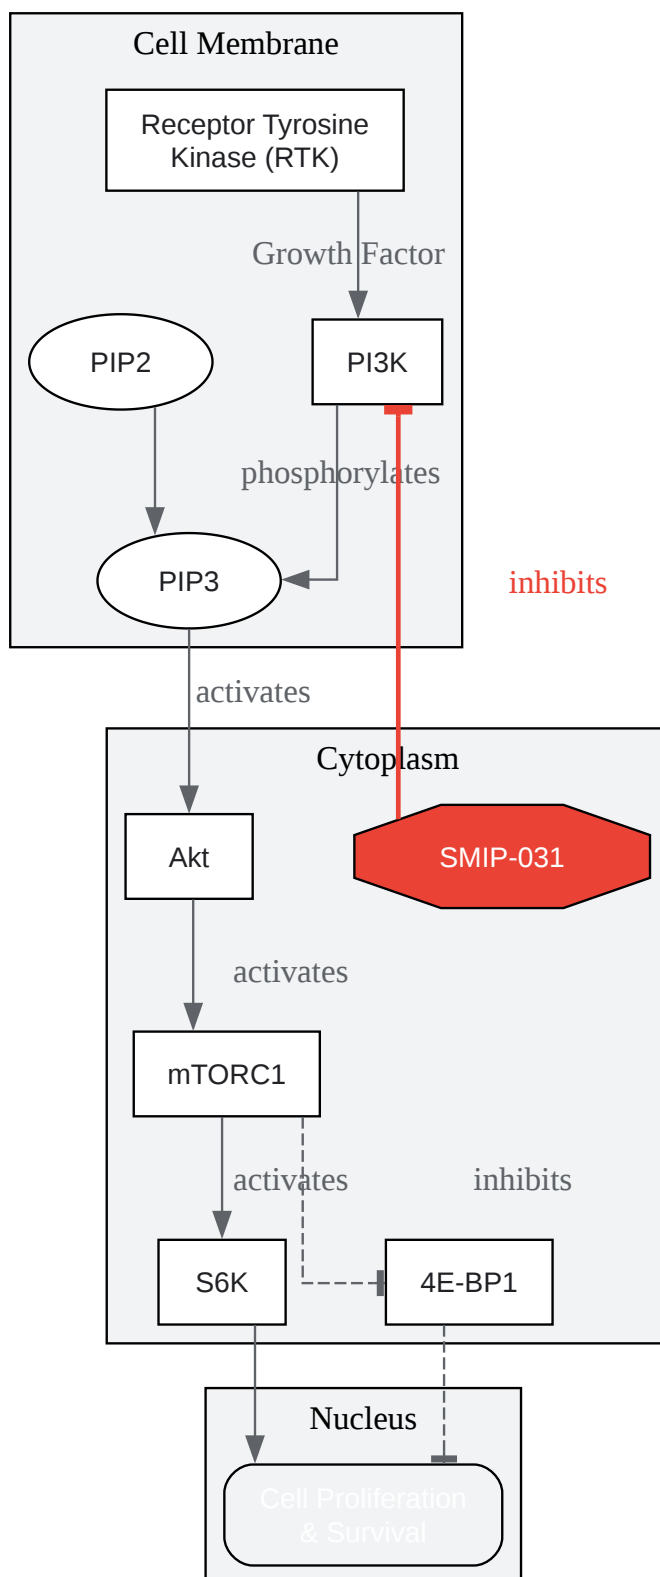 Cell Membrane
Receptor Tyrosine
Kinase (RTK)
Growth Factor
PIP2
PI3K
phosphorylates
PIP3
inhibits
activates
Cytoplasm
Akt
SMIP-031
activates
mTORC1
activates
inhibits
S6K
4E-BP1
Nucleus
Cell Proliferation
& Survival